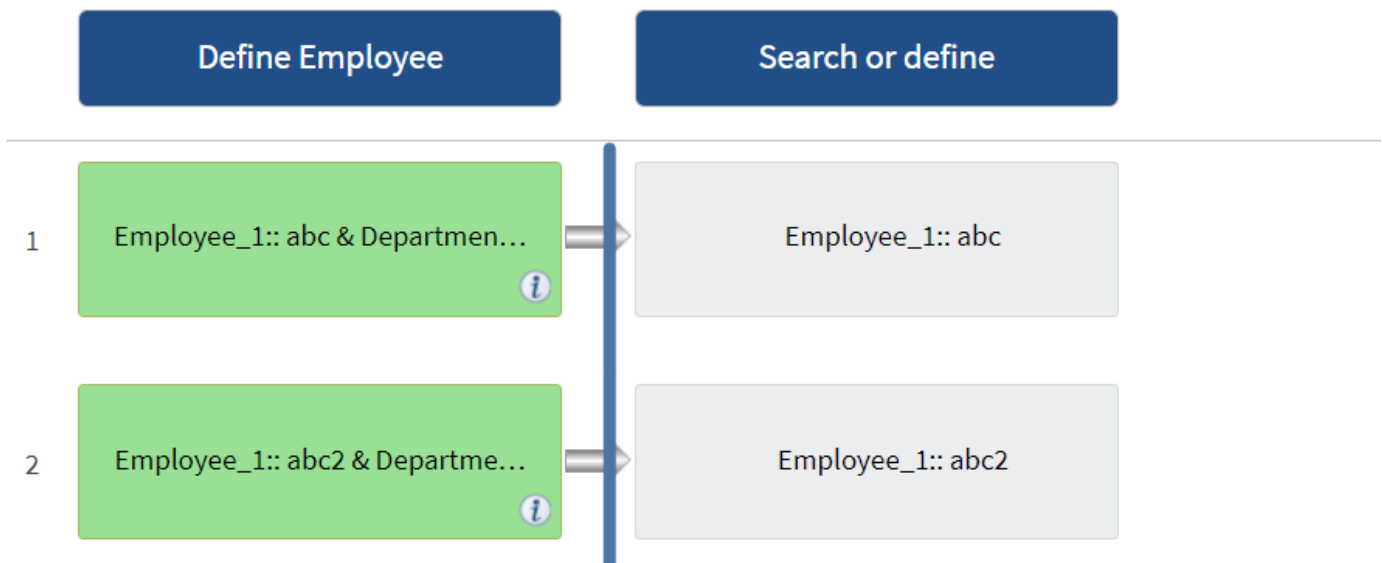 Define Employee
Search or define
1
Employee_1:: abc & Departmen…
Employee_1:: abc
i
2
Employee_1:: abc2 & Departme…
Employee_1:: abc2
i